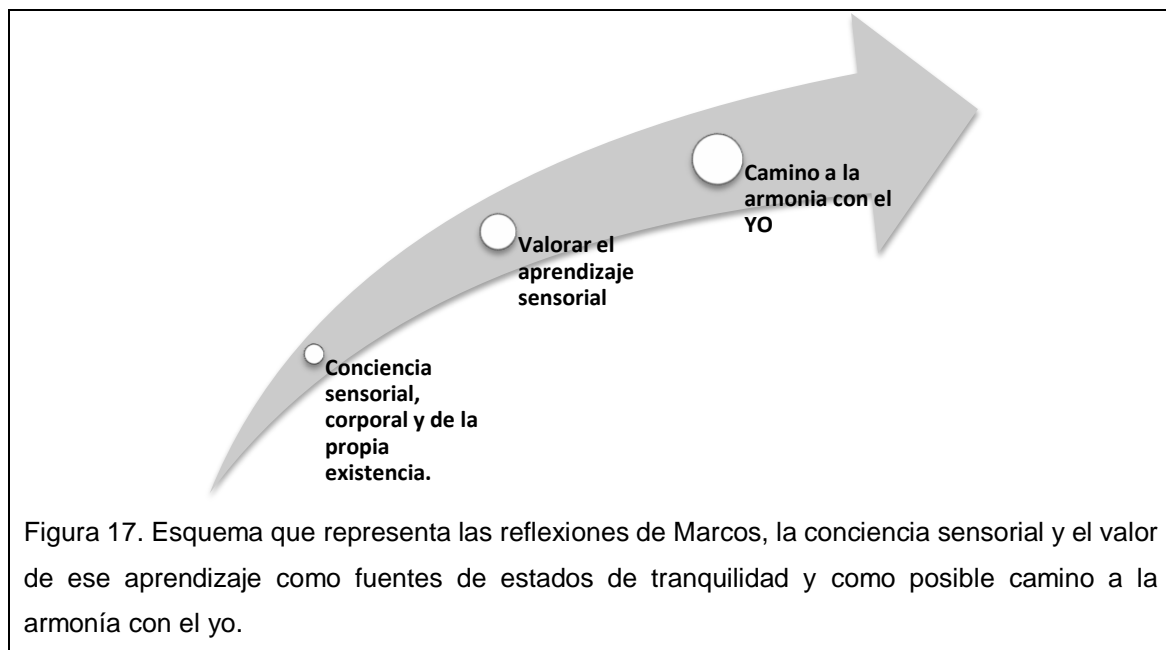 Camino a la
armonia con el
YO
Valorar el
aprendizaje
sensorial
Conciencia
sensorial,
corporal y de la
propia
existencia.
Figura 17. Esquema que representa las reflexiones de Marcos, la conciencia sensorial y el valor
de ese aprendizaje como fuentes de estados de tranquilidad y como posible camino a la
armonía con el yo.